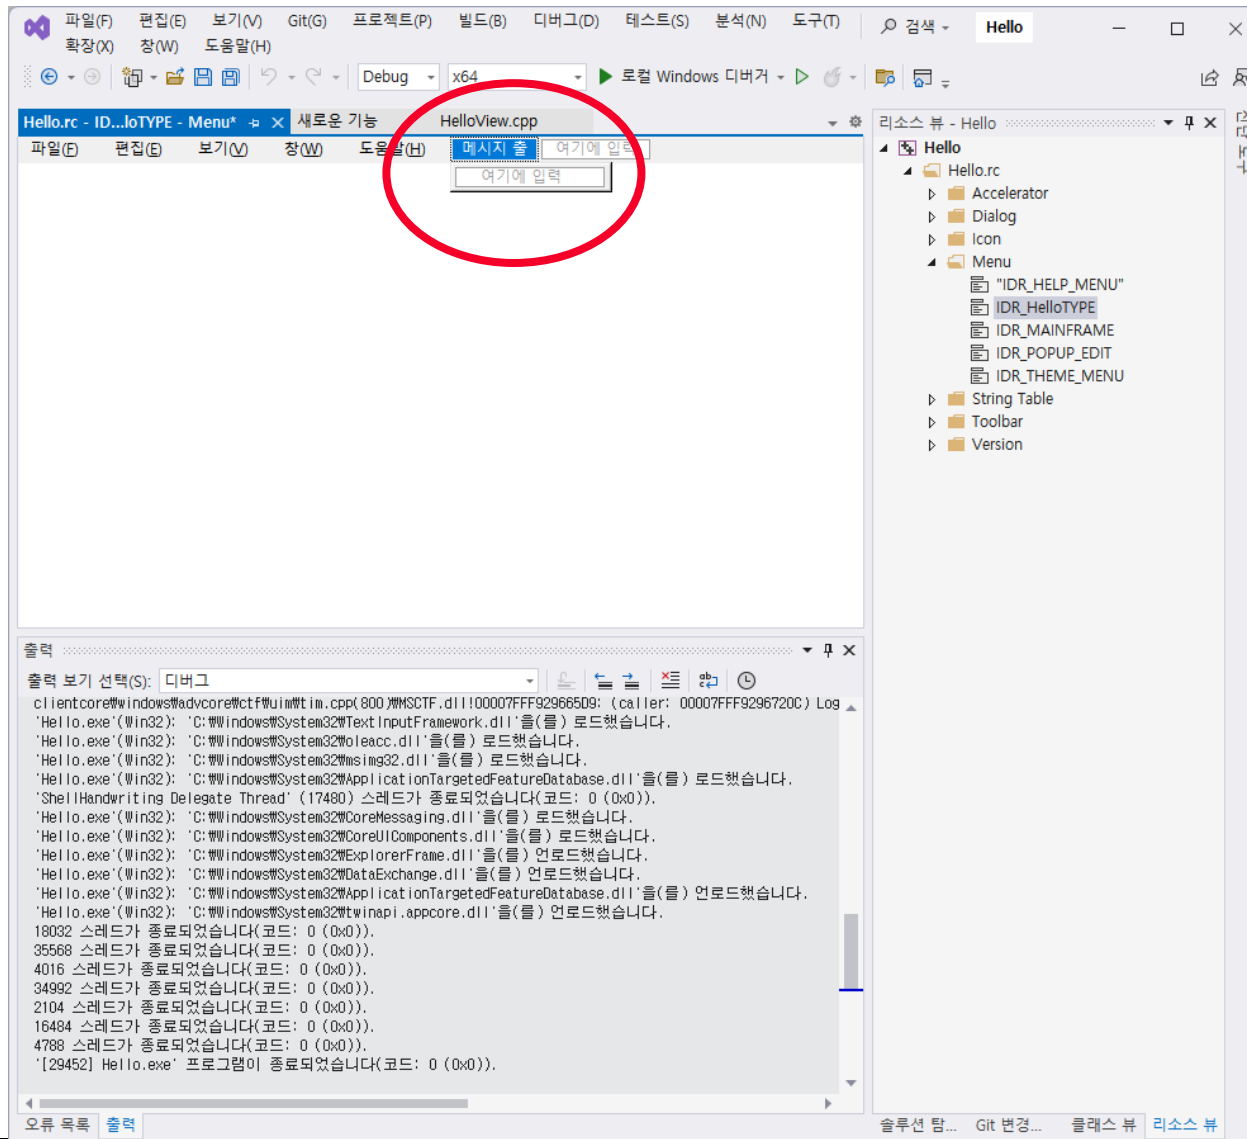 파일(F) 편집(E) 보기(V) Git(G) 프로젝트(P) 빌드(B) 디버그(D) 테스트(S) 분석(N) 도구(T) 검색 Hello
확장(X) 창(W) 도움말(H)
Debug x64 로컬 Windows 디버거
Hello.rc - ID...loTYPE - Menu* 새로운 기능 HelloView.cpp
파일(F) 편집(E) 보기(V) 창(W) 도움말(H) 메시지 출 여기에 입력
여기에 입력
리소스 뷰 - Hello
Hello
Hello.rc
Accelerator
Dialog
Icon
Menu
"IDR_HELP_MENU"
IDR_HelloTYPE
IDR_MAINFRAME
IDR_POPUP_EDIT
IDR_THEME_MENU
String Table
Toolbar
Version
출력
출력 보기 선택(S): 디버그
clientcore₩windows₩advcore₩ctf₩uim₩tim.cpp(800)₩MSCTF.dll!00007FFF929665D9: (caller: 00007FFF9296720C) Log
'Hello.exe'(Win32): 'C:₩Windows₩System32₩TextInputFramework.dll'을(를) 로드했습니다.
'Hello.exe'(Win32): 'C:₩Windows₩System32₩oleacc.dll'을(를) 로드했습니다.
'Hello.exe'(Win32): 'C:₩Windows₩System32₩msimg32.dll'을(를) 로드했습니다.
'Hello.exe'(Win32): 'C:₩Windows₩System32₩ApplicationTargetedFeatureDatabase.dll'을(를) 로드했습니다.
'ShellHandwriting Delegate Thread' (17480) 스레드가 종료되었습니다(코드: 0 (0x0)).
'Hello.exe'(Win32): 'C:₩Windows₩System32₩CoreMessaging.dll'을(를) 로드했습니다.
'Hello.exe'(Win32): 'C:₩Windows₩System32₩CoreUIComponents.dll'을(를) 로드했습니다.
'Hello.exe'(Win32): 'C:₩Windows₩System32₩ExplorerFrame.dll'을(를) 언로드했습니다.
'Hello.exe'(Win32): 'C:₩Windows₩System32₩DataExchange.dll'을(를) 언로드했습니다.
'Hello.exe'(Win32): 'C:₩Windows₩System32₩ApplicationTargetedFeatureDatabase.dll'을(를) 언로드했습니다.
'Hello.exe'(Win32): 'C:₩Windows₩System32₩twinapi.appcore.dll'을(를) 언로드했습니다.
18032 스레드가 종료되었습니다(코드: 0 (0x0)).
35568 스레드가 종료되었습니다(코드: 0 (0x0)).
4016 스레드가 종료되었습니다(코드: 0 (0x0)).
34992 스레드가 종료되었습니다(코드: 0 (0x0)).
2104 스레드가 종료되었습니다(코드: 0 (0x0)).
16484 스레드가 종료되었습니다(코드: 0 (0x0)).
4788 스레드가 종료되었습니다(코드: 0 (0x0)).
'[29452] Hello.exe' 프로그램이 종료되었습니다(코드: 0 (0x0)).
오류 목록 출력
솔루션 탐... Git 변경... 클래스 뷰 리소스 뷰